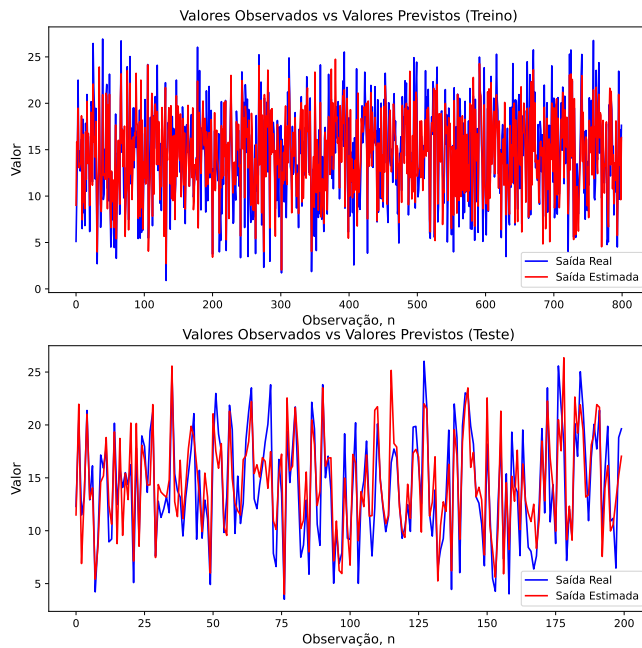 Valores Observados vs Valores Previstos (Treino)
25
20
15
10
5
0
Valor
0 100 200 300 400 500 600 700 800
Observação, n
Saída Real
Saída Estimada
Valores Observados vs Valores Previstos (Teste)
25
20
15
10
5
Valor
0 25 50 75 100 125 150 175 200
Observação, n
Saída Real
Saída Estimada